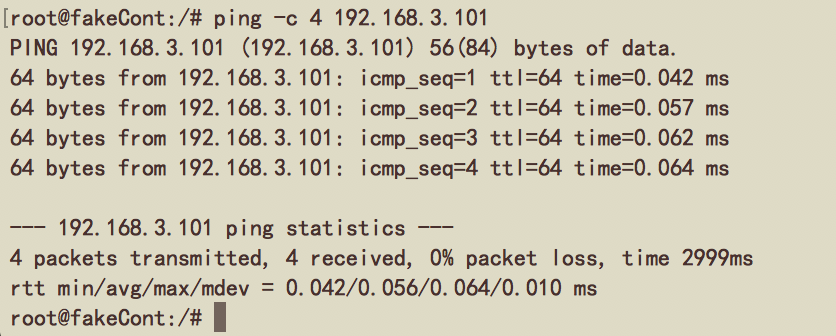 [root@fakeCont:/# ping -c 4 192.168.3.101
PING 192.168.3.101 (192.168.3.101) 56(84) bytes of data.
64 bytes from 192.168.3.101: icmp_seq=1 ttl=64 time=0.042 ms
64 bytes from 192.168.3.101: icmp_seq=2 ttl=64 time=0.057 ms
64 bytes from 192.168.3.101: icmp_seq=3 ttl=64 time=0.062 ms
64 bytes from 192.168.3.101: icmp_seq=4 ttl=64 time=0.064 ms
--- 192.168.3.101 ping statistics ---
4 packets transmitted, 4 received, 0% packet loss, time 2999ms
rtt min/avg/max/mdev = 0.042/0.056/0.064/0.010 ms
root@fakeCont:/#